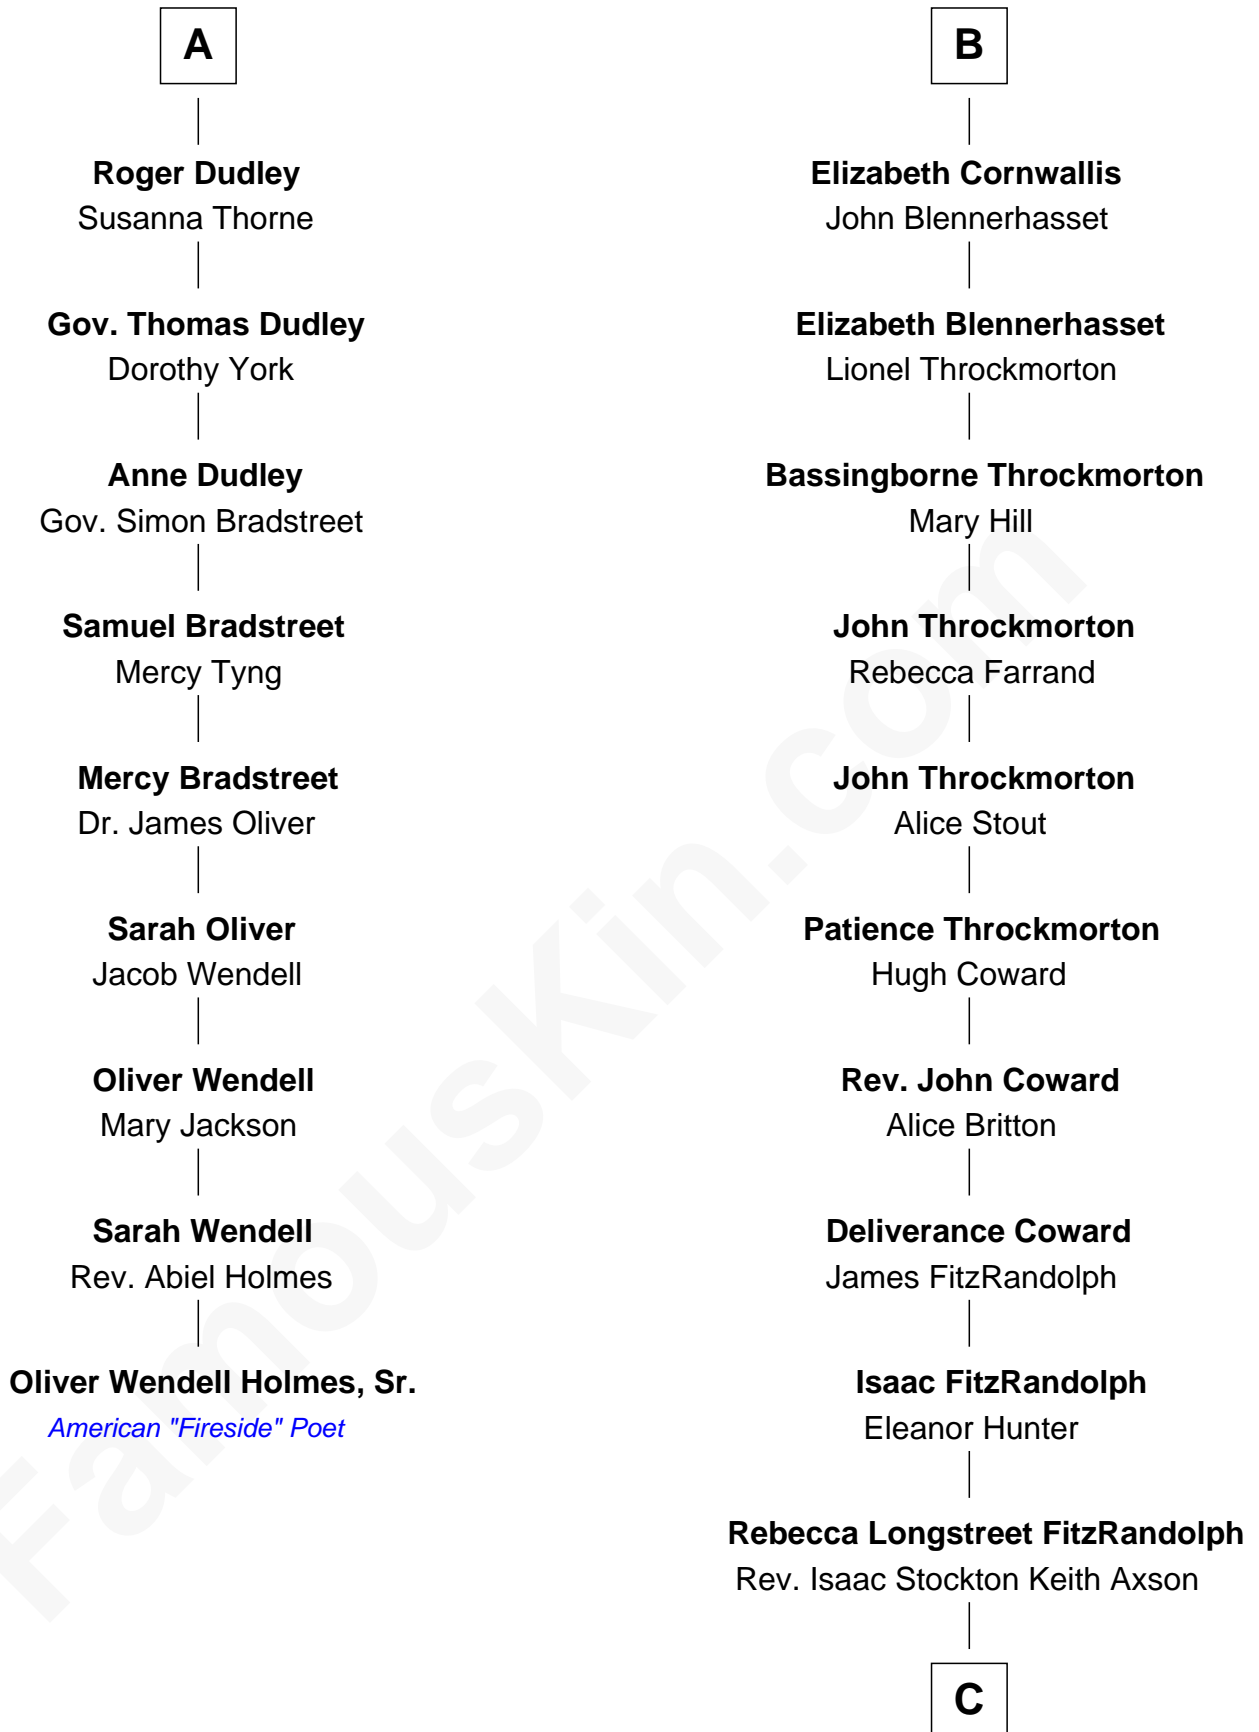 A
Roger Dudley
Susanna Thorne
Gov. Thomas Dudley
Dorothy York
Anne Dudley
Gov. Simon Bradstreet
Samuel Bradstreet
Mercy Tyng
Mercy Bradstreet
Dr. James Oliver
Sarah Oliver
Jacob Wendell
Oliver Wendell
Mary Jackson
Sarah Wendell
Rev. Abiel Holmes
Oliver Wendell Holmes, Sr.
American "Fireside" Poet
B
Elizabeth Cornwallis
John Blennerhasset
Elizabeth Blennerhasset
Lionel Throckmorton
Bassingborne Throckmorton
Mary Hill
John Throckmorton
Rebecca Farrand
John Throckmorton
Alice Stout
Patience Throckmorton
Hugh Coward
Rev. John Coward
Alice Britton
Deliverance Coward
James FitzRandolph
Isaac FitzRandolph
Eleanor Hunter
Rebecca Longstreet FitzRandolph
Rev. Isaac Stockton Keith Axson
C
FamousKin.com